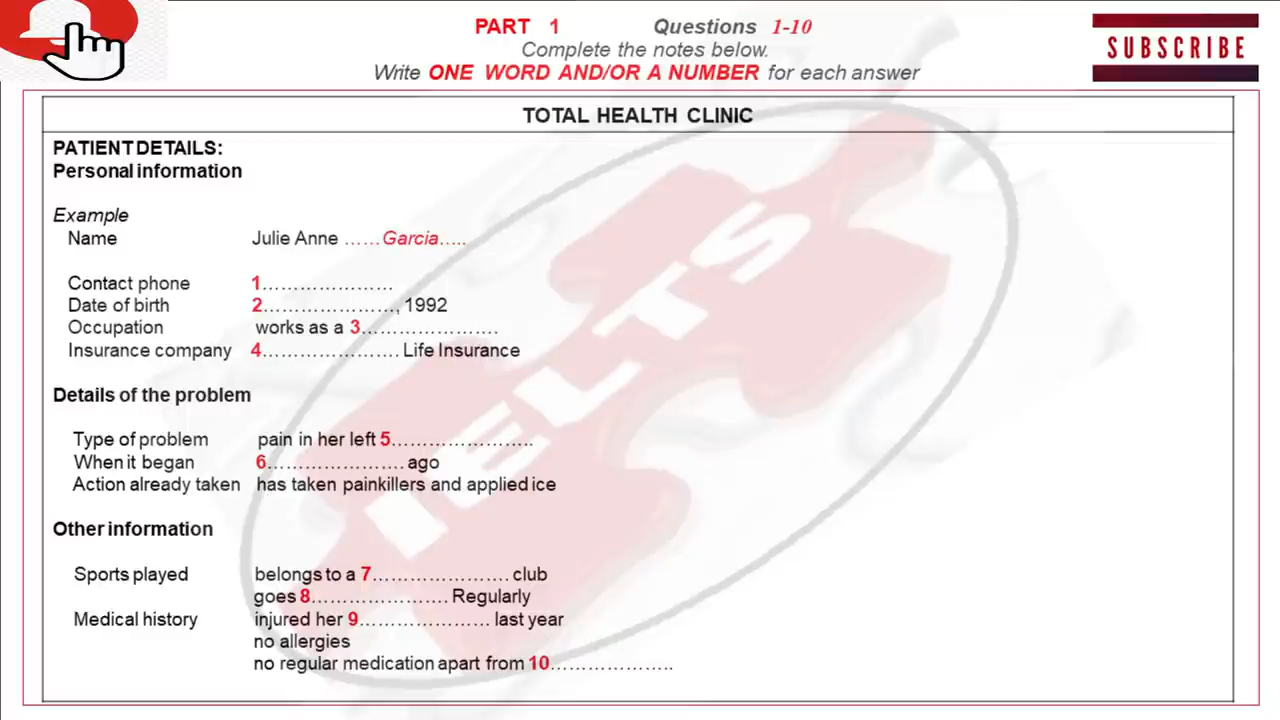 PART 1 Questions 1-10
Complete the notes below.
Write ONE WORD AND/OR A NUMBER for each answer
SUBSCRIBE
TOTAL HEALTH CLINIC
PATIENT DETAILS:
Personal information
Example
Name Julie Anne ……Garcia…..
Contact phone 1…………………
Date of birth 2…………………, 1992
Occupation works as a 3…………………
Insurance company 4………………… Life Insurance
Details of the problem
Type of problem pain in her left 5…………………..
When it began 6………………… ago
Action already taken has taken painkillers and applied ice
Other information
Sports played belongs to a 7………………… club
goes 8………………… Regularly
Medical history injured her 9………………… last year
no allergies
no regular medication apart from 10………………..
IELTS